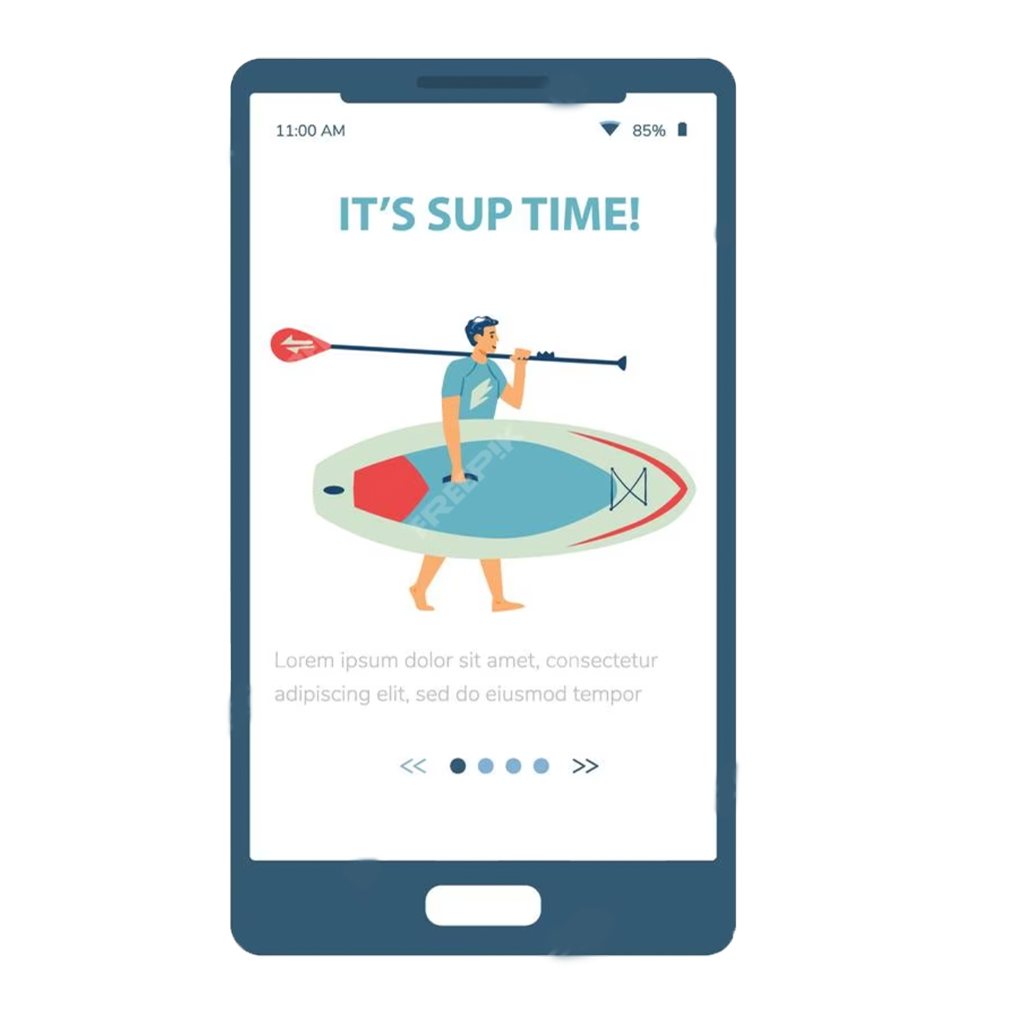 11:00 AM
85%
IT'S SUP TIME!
FREEPIK
Lorem ipsum dolor sit amet, consectetur
adipiscing elit, sed do eiusmod tempor
<< >>